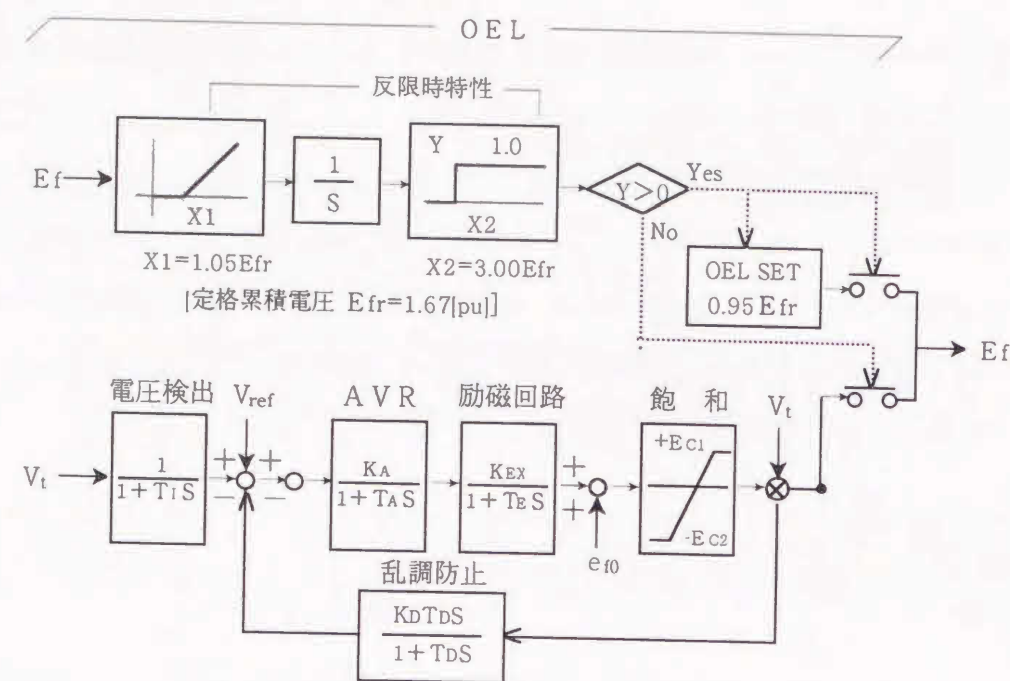 OEL
反限時特性
Ef
X1
1
S
Y 1.0
X2
Y>0
Yes
No
X1=1.05Efr
X2=3.00Efr
[定格累積電圧 Efr=1.67[pu]]
OEL SET
0.95Efr
Ef
電圧検出
Vref
AVR
励磁回路
飽 和
Vt
Vt
1
1+TIS
+
−
+
−
KA
1+TAS
KEX
1+TES
+
+
ef0
+EC1
-EC2
乱調防止
KDTDS
1+TDS